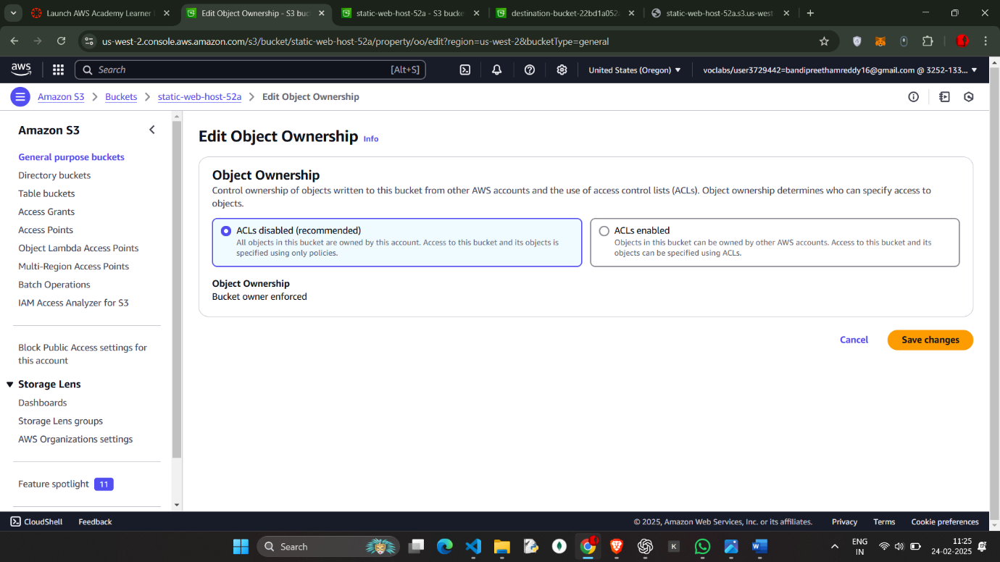 Launch AWS Academy Learner
Edit Object Ownership - S3 buc
static-web-host-52a - S3 bucke
destination-bucket-22bd1a052
static-web-host-52a.s3.us-west
us-west-2.console.aws.amazon.com/s3/bucket/static-web-host-52a/property/oo/edit?region=us-west-2&bucketType=general
aws
Search
[Alt+S]
United States (Oregon)
voclabs/user3729442=bandipreethamreddy16@gmail.com @ 3252-133...
Amazon S3 > Buckets > static-web-host-52a > Edit Object Ownership
Amazon S3
General purpose buckets
Directory buckets
Table buckets
Access Grants
Access Points
Object Lambda Access Points
Multi-Region Access Points
Batch Operations
IAM Access Analyzer for S3
Block Public Access settings for
this account
Storage Lens
Dashboards
Storage Lens groups
AWS Organizations settings
Feature spotlight 11
Edit Object Ownership Info
Object Ownership
Control ownership of objects written to this bucket from other AWS accounts and the use of access control lists (ACLs). Object ownership determines who can specify access to
objects.
ACLs disabled (recommended)
All objects in this bucket are owned by this account. Access to this bucket and its objects is
specified using only policies.
ACLs enabled
Objects in this bucket can be owned by other AWS accounts. Access to this bucket and its
objects can be specified using ACLs.
Object Ownership
Bucket owner enforced
Cancel
Save changes
CloudShell
Feedback
© 2025, Amazon Web Services, Inc. or its affiliates.
Privacy
Terms
Cookie preferences
Search
K
ENG
IN
11:25
24-02-2025